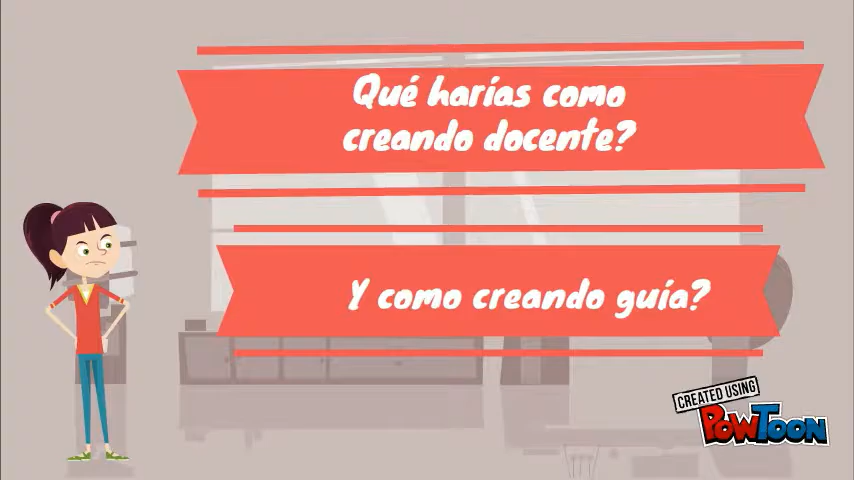 Qué harías como
creando docente?
Y como creando guía?
CREATED USING
POWTOON